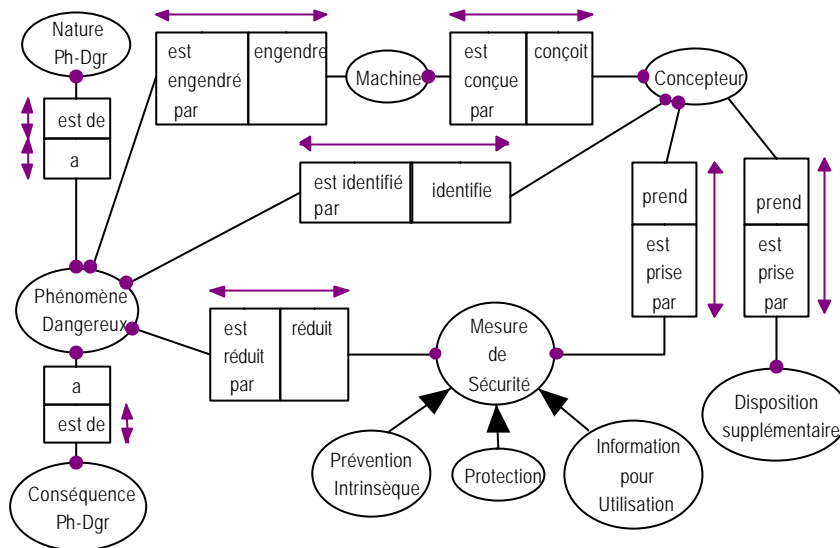 Nature
Ph-Dgr
est
engendré
par
engendre
Machine
est
conçue
par
conçoit
Concepteur
est de
a
est identifié
par
identifie
prend
est
prise
par
prend
est
prise
par
Phénomène
Dangereux
est
réduit
par
réduit
Mesure
de
Sécurité
a
est de
Disposition
supplémentaire
Conséquence
Ph-Dgr
Prévention
Intrinsèque
Protection
Information
pour
Utilisation